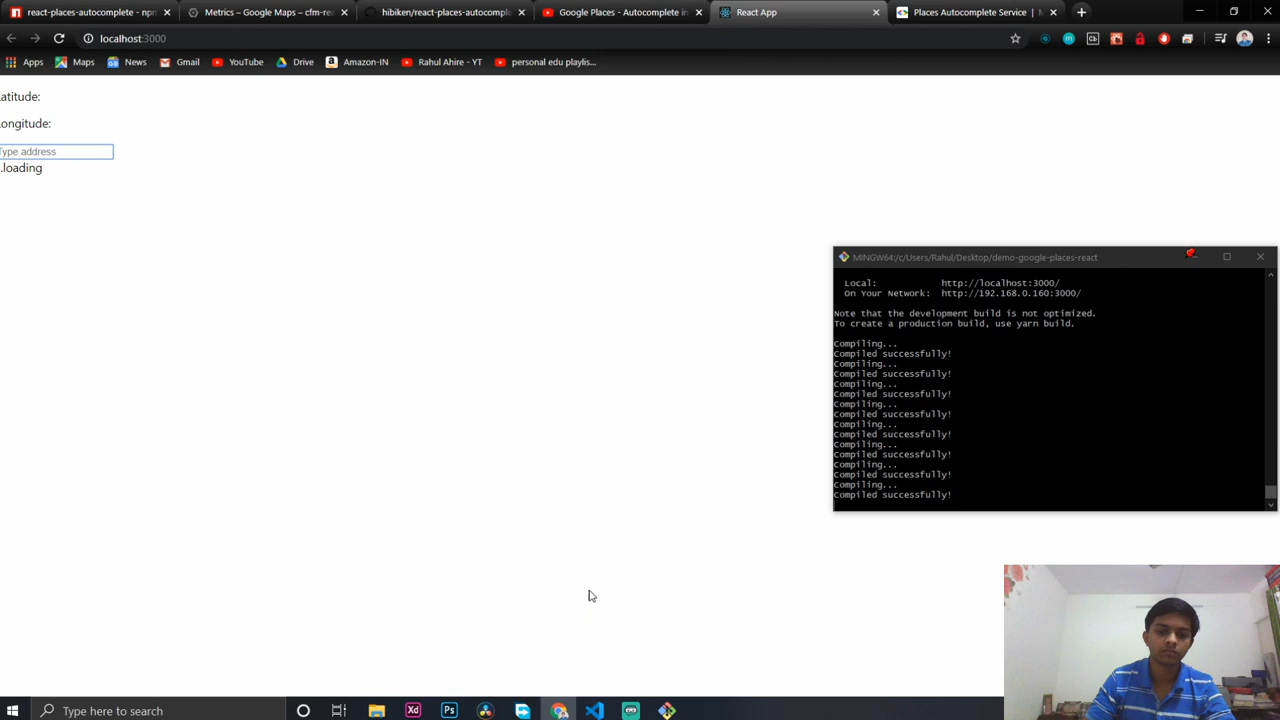 react-places-autocomplete - npm
Metrics – Google Maps – cfm-rea
hibiken/react-places-autocomple
Google Places - Autocomplete in
React App
Places Autocomplete Service | M
localhost:3000
Apps
Maps
News
Gmail
YouTube
Drive
Amazon-IN
Rahul Ahire - YT
personal edu playlis...
atitude:
ongitude:
Type address
.loading
MINGW64:/c/Users/Rahul/Desktop/demo-google-places-react
Local: http://localhost:3000/
On Your Network: http://192.168.0.160:3000/
Note that the development build is not optimized.
To create a production build, use yarn build.
Compiling...
Compiled successfully!
Compiling...
Compiled successfully!
Compiling...
Compiled successfully!
Compiling...
Compiled successfully!
Compiling...
Compiled successfully!
Compiling...
Compiled successfully!
Compiling...
Compiled successfully!
Compiling...
Compiled successfully!
Type here to search
Xd
Ps